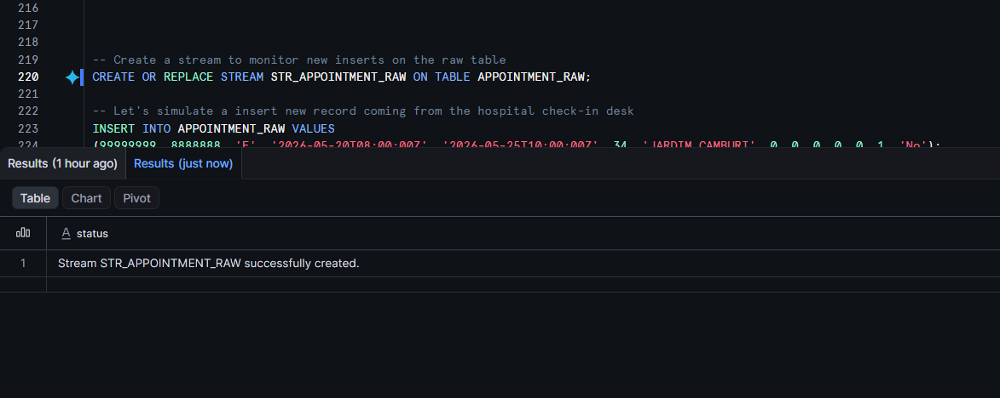 216
217
218
219 -- Create a stream to monitor new inserts on the raw table
220 CREATE OR REPLACE STREAM STR_APPOINTMENT_RAW ON TABLE APPOINTMENT_RAW;
221
222 -- Let's simulate a insert new record coming from the hospital check-in desk
223 INSERT INTO APPOINTMENT_RAW VALUES
224 (99999999, 8888888, 'F', '2026-05-20T08:00:00Z', '2026-05-25T10:00:00Z', 34, 'JARDIM CAMBURI', 0, 0, 0, 0, 0, 1, 'No');
Results (1 hour ago) Results (just now)
Table Chart Pivot
A status
1 Stream STR_APPOINTMENT_RAW successfully created.